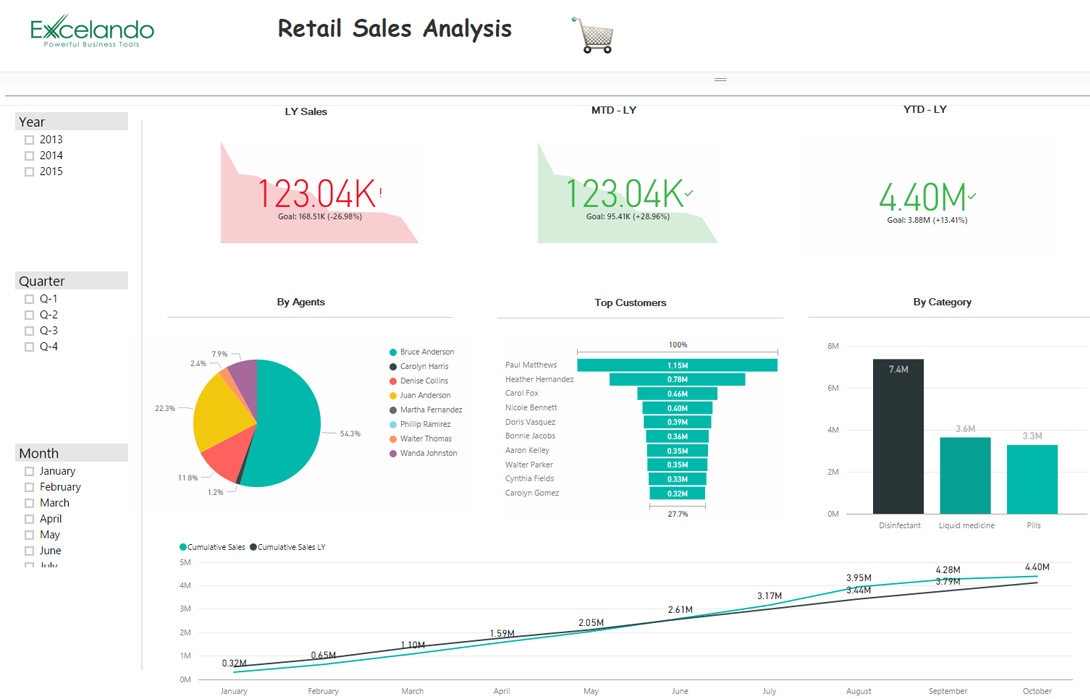 Excelando
Powerful Business Tools
Retail Sales Analysis
Year
2013
2014
2015
Quarter
Q-1
Q-2
Q-3
Q-4
Month
January
February
March
April
May
June
July
LY Sales
123.04K!
Goal: 168.51K (-26.98%)
MTD - LY
123.04K
Goal: 95.41K (+28.96%)
YTD - LY
4.40M
Goal: 3.88M (+13.41%)
By Agents
7.9%
2.4%
22.3%
11.8%
1.2%
54.3%
Bruce Anderson
Carolyn Harris
Denise Collins
Juan Anderson
Martha Fernandez
Phillip Ramirez
Walter Thomas
Wanda Johnston
Top Customers
100%
Paul Matthews 1.15M
Heather Hernandez 0.78M
Carol Fox 0.46M
Nicole Bennett 0.40M
Doris Vasquez 0.39M
Bonnie Jacobs 0.36M
Aaron Kelley 0.35M
Walter Parker 0.35M
Cynthia Fields 0.33M
Carolyn Gomez 0.32M
27.7%
By Category
8M
6M
4M
2M
0M
7.4M
3.6M
3.3M
Disinfectant Liquid medicine Pills
Cumulative Sales Cumulative Sales LY
5M
4M
3M
2M
1M
0M
0.32M
0.65M
1.10M
1.59M
2.05M
2.61M
3.17M
3.95M
3.44M
4.28M
3.79M
4.40M
January February March April May June July August September October